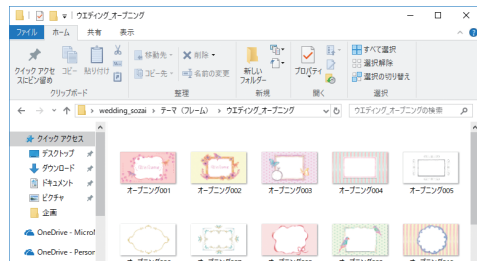 ウエディング_オープニング
ファイル ホーム 共有 表示
クイック アクセスにピン留め コピー 貼り付け
移動先 コピー先 削除 名前の変更
新しいフォルダー プロパティ
すべて選択
選択解除
選択の切り替え
クリップボード 整理 新規 開く 選択
wedding_sozai › テーマ (フレーム) › ウエディング_オープニング ウエディング_オープニングの検索
クイック アクセス
デスクトップ
ダウンロード
ドキュメント
ピクチャ
企画
OneDrive - Microf
OneDrive - Person
オープニング001 オープニング002 オープニング003 オープニング004 オープニング005